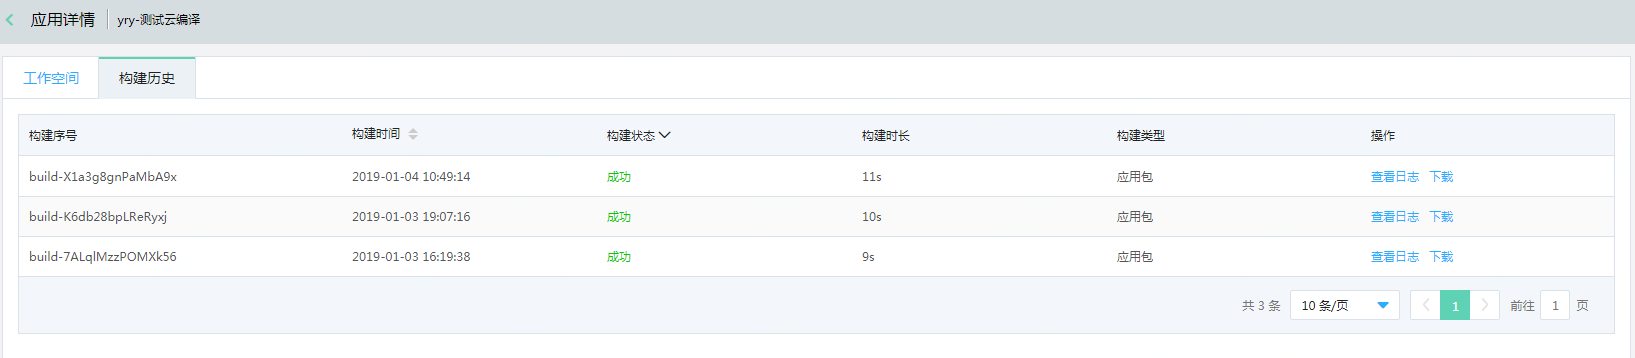 应用详情 yry-测试云编译
工作空间 构建历史
构建序号 构建时间 构建状态 构建时长 构建类型 操作
build-X1a3g8gnPaMbA9x 2019-01-04 10:49:14 成功 11s 应用包 查看日志 下载
build-K6db28bpLReRyxj 2019-01-03 19:07:16 成功 10s 应用包 查看日志 下载
build-7ALqlMzzPOMXk56 2019-01-03 16:19:38 成功 9s 应用包 查看日志 下载
共 3 条 10 条/页 1 前往 1 页